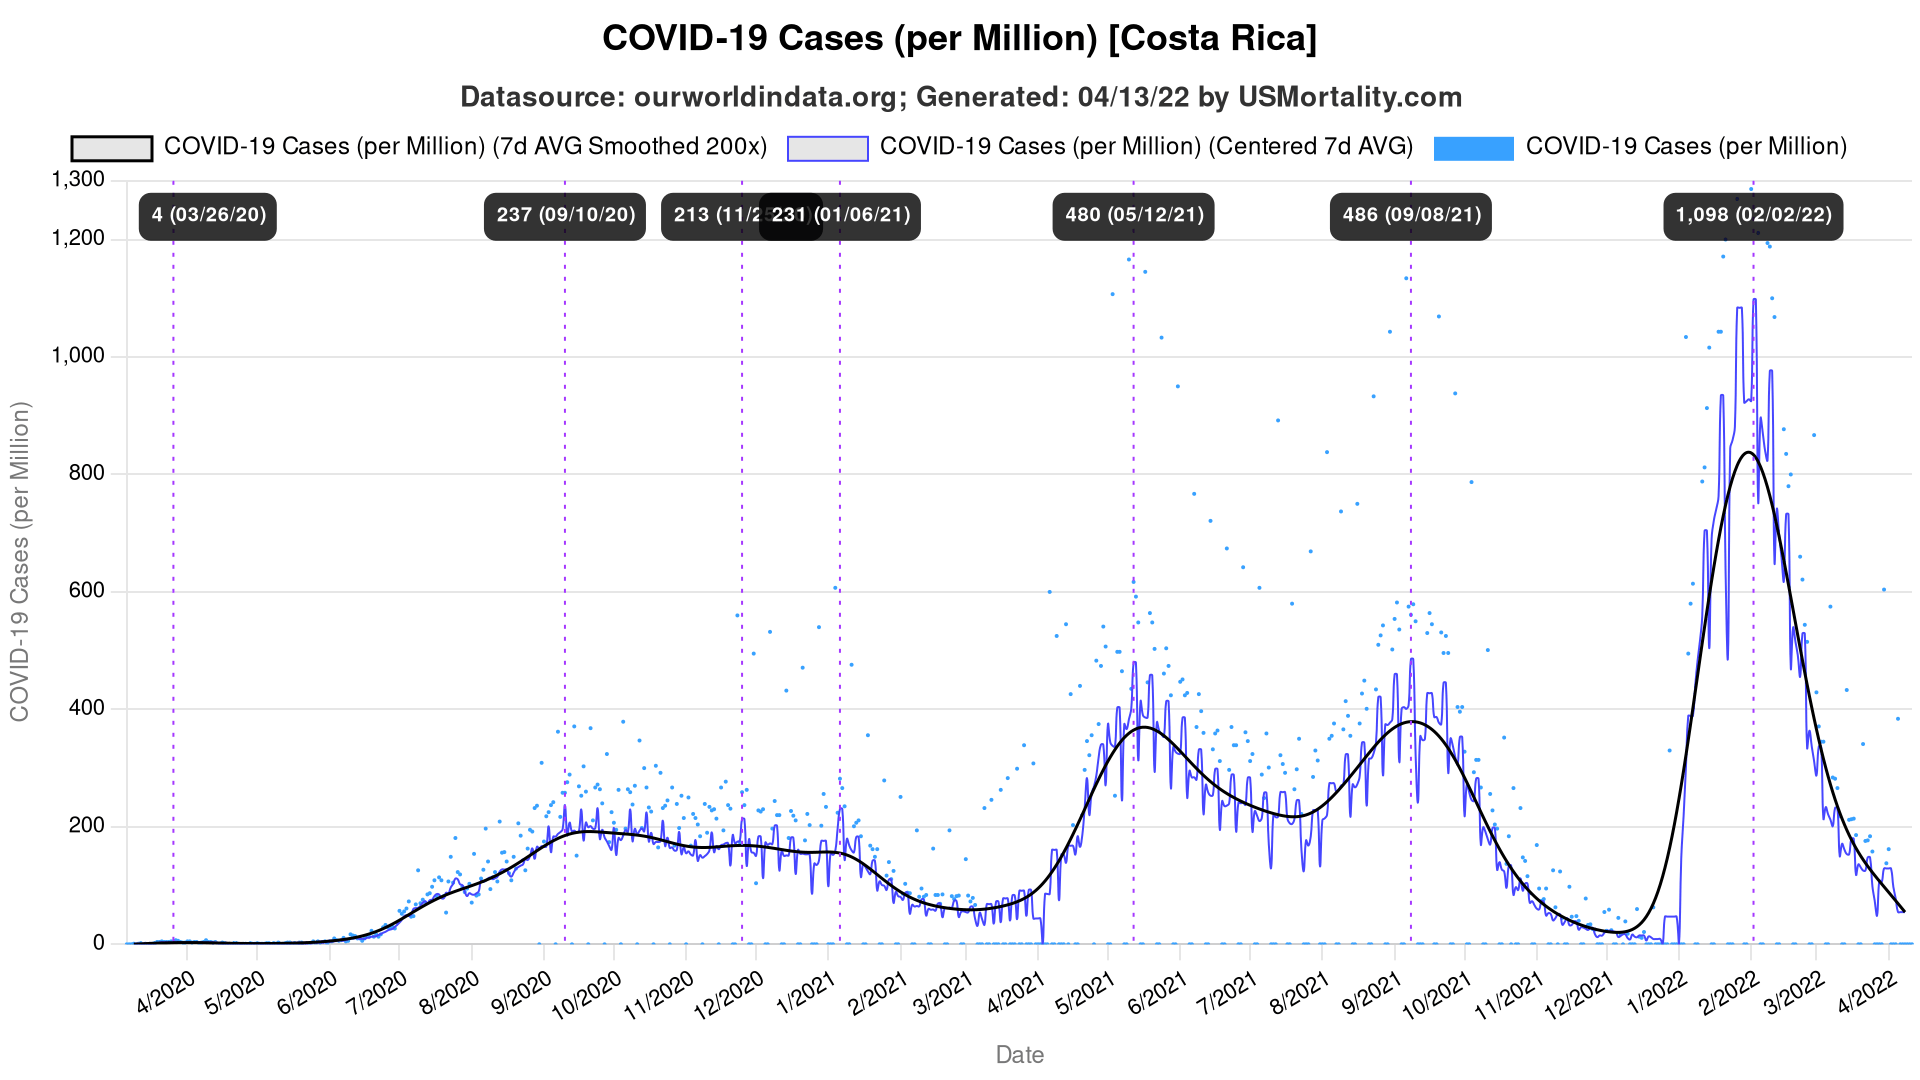 COVID-19 Cases (per Million) [Costa Rica]
Datasource: ourworldindata.org; Generated: 04/13/22 by USMortality.com
COVID-19 Cases (per Million) (7d AVG Smoothed 200x) COVID-19 Cases (per Million) (Centered 7d AVG) COVID-19 Cases (per Million)
4 (03/26/20) 237 (09/10/20) 213 (11/2 231 (01/06/21) 480 (05/12/21) 486 (09/08/21) 1,098 (02/02/22)
1,300
1,200
1,000
800
600
400
200
0
COVID-19 Cases (per Million)
4/2020 5/2020 6/2020 7/2020 8/2020 9/2020 10/2020 11/2020 12/2020 1/2021 2/2021 3/2021 4/2021 5/2021 6/2021 7/2021 8/2021 9/2021 10/2021 11/2021 12/2021 1/2022 2/2022 3/2022 4/2022
Date